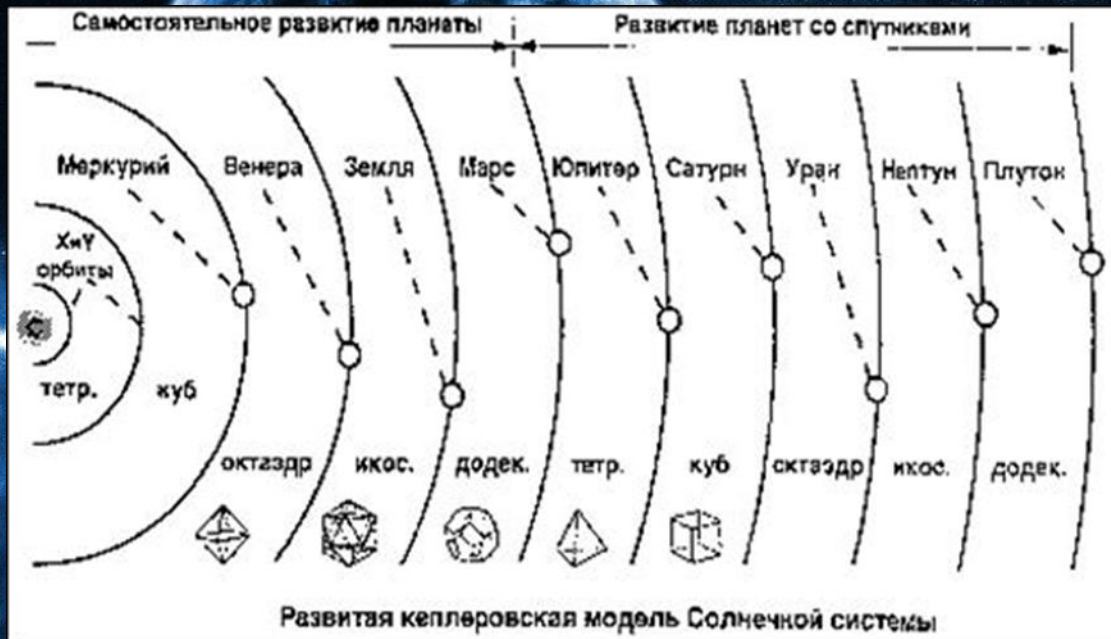 Самостоятельное развитие планеты
Развитие планет со спутниками
Меркурий Венера Земля Марс Юпитер Сатурн Уран Нептун Плутон
ХиУ
орбиты
С
тетр. куб
октаэдр икос. додек. тетр. куб октаэдр икос. додек.
Развитая кеплеровская модель Солнечной системы